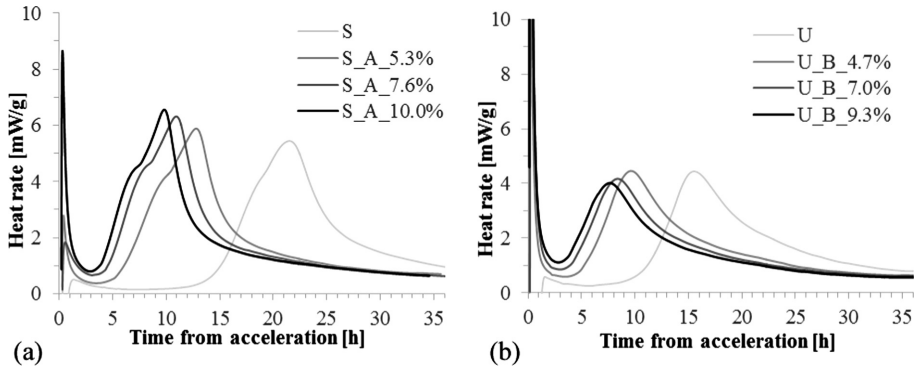 10
8
6
4
2
0
Heat rate [mW/g]
S
S_A_5.3%
S_A_7.6%
S_A_10.0%
0 5 10 15 20 25 30 35
Time from acceleration [h]
(a)
10
8
6
4
2
0
Heat rate [mW/g]
U
U_B_4.7%
U_B_7.0%
U_B_9.3%
0 5 10 15 20 25 30 35
Time from acceleration [h]
(b)